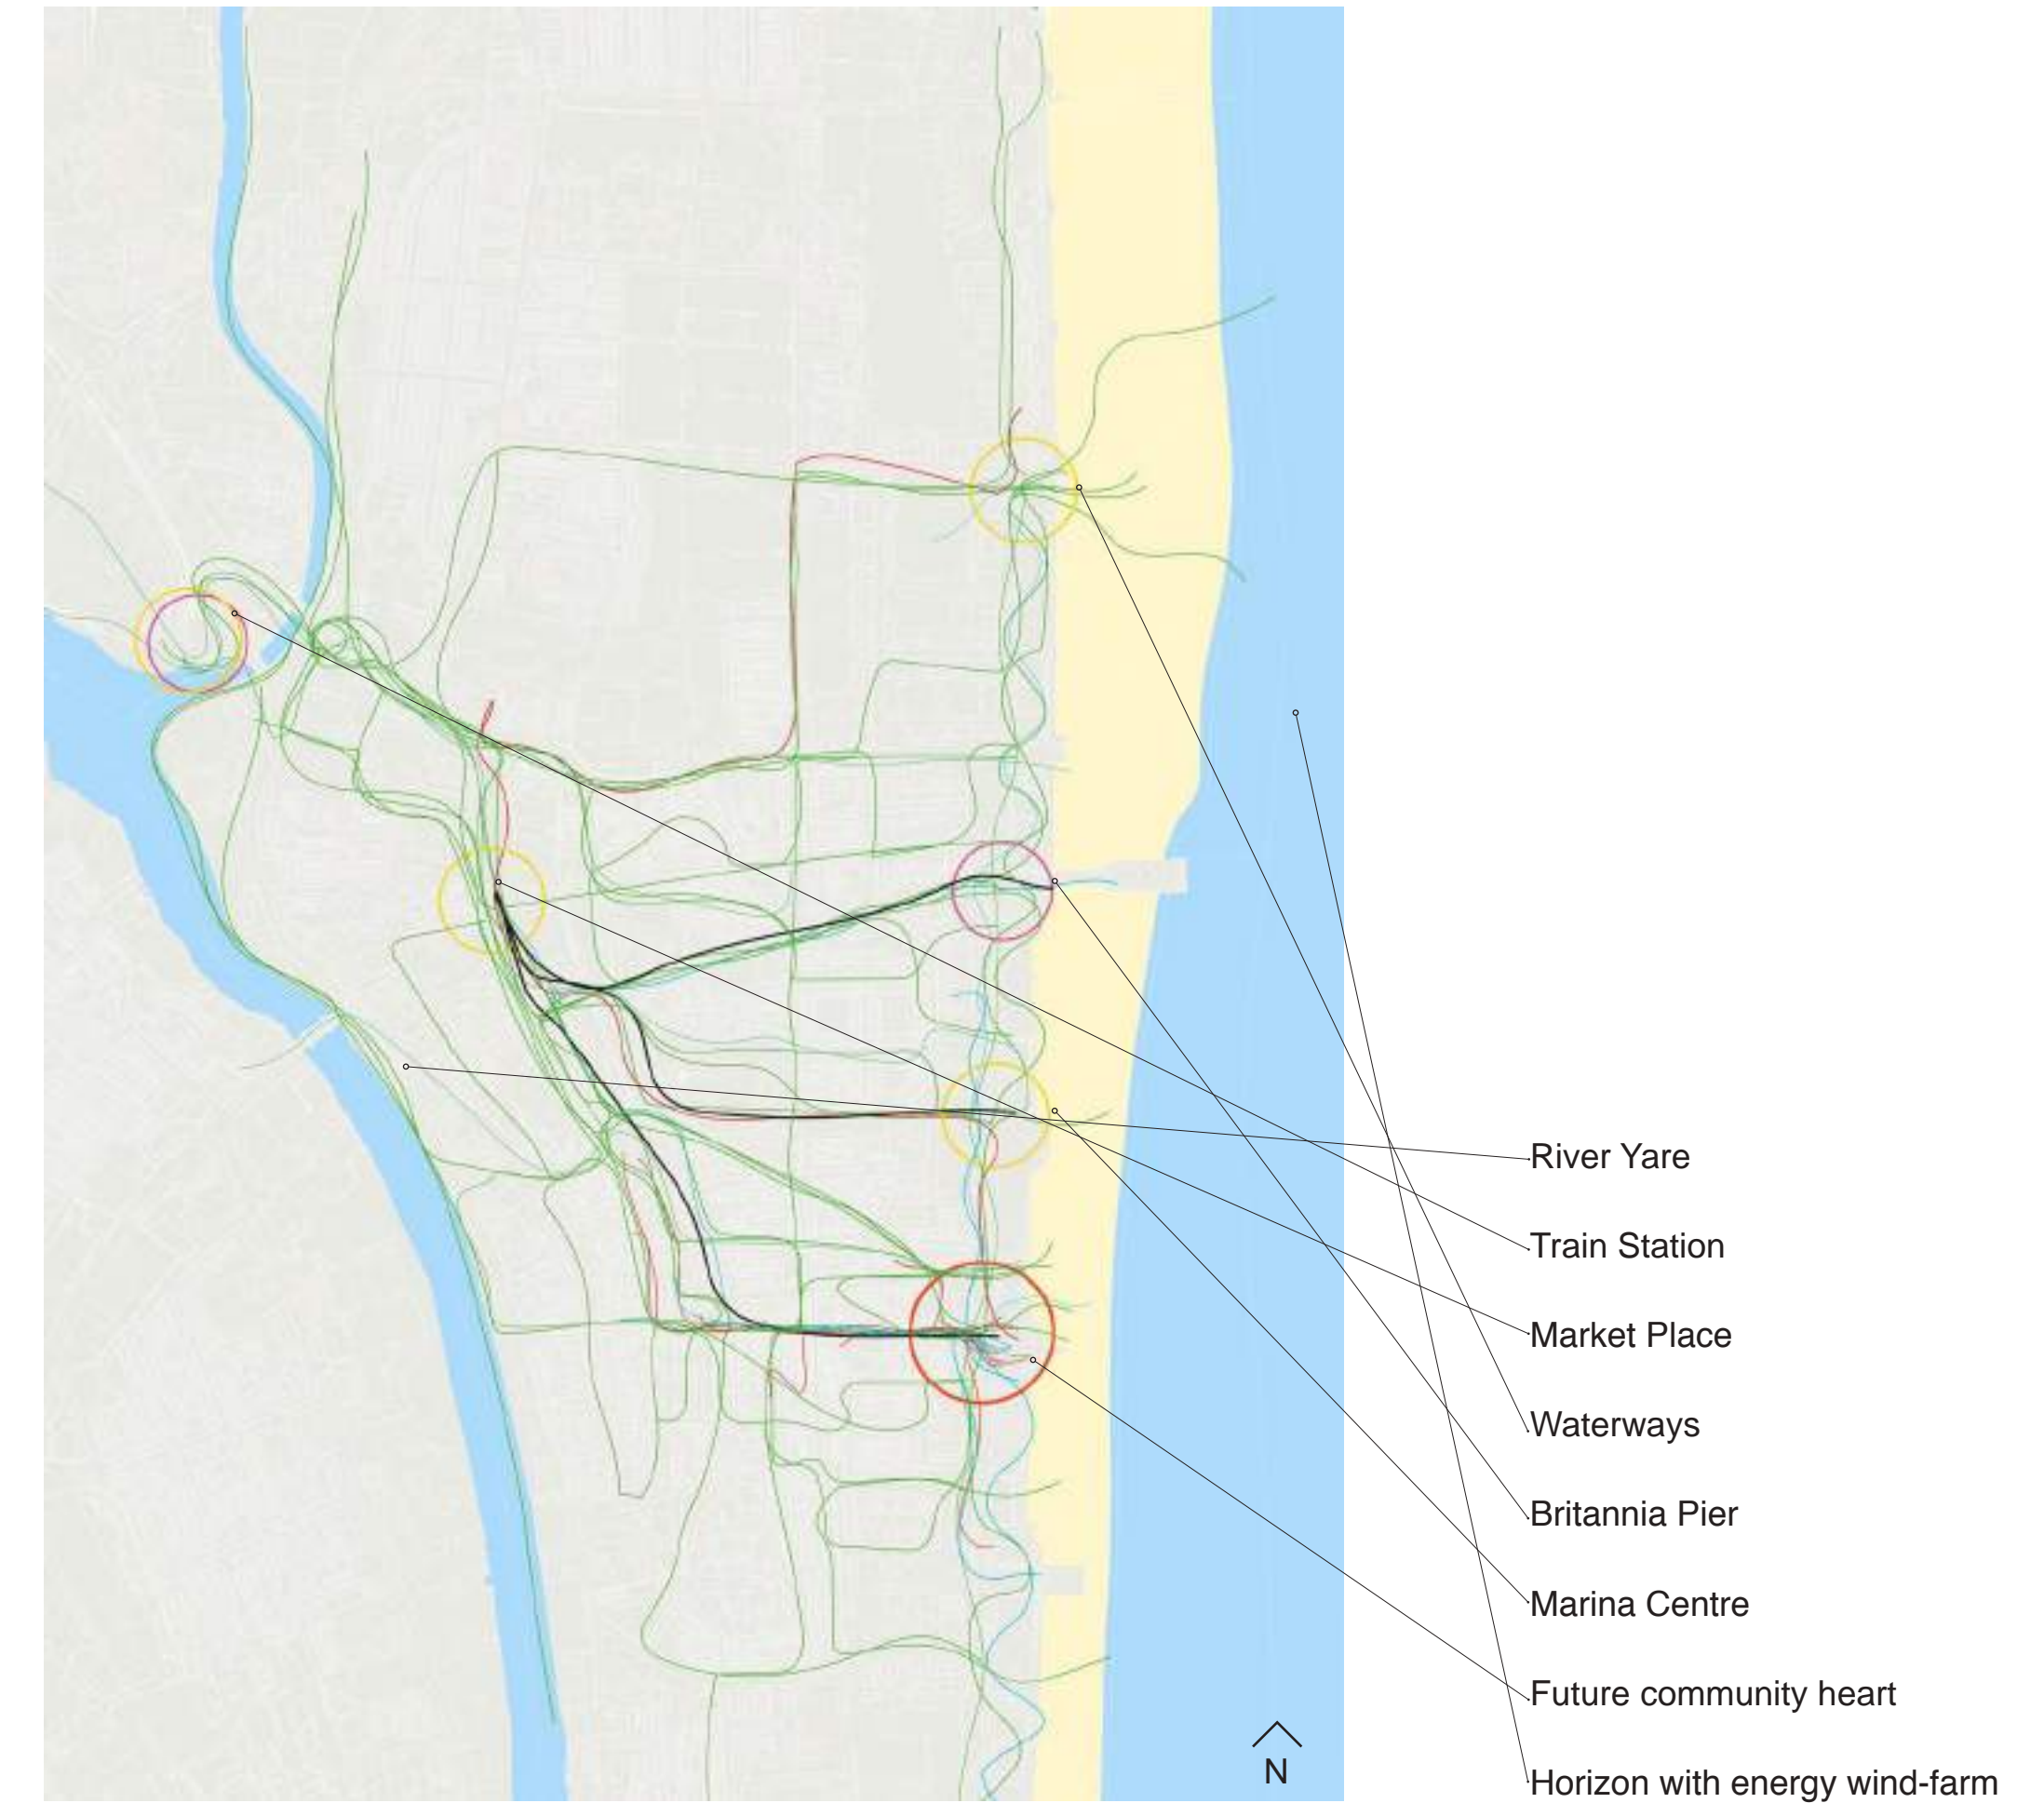 River Yare
Train Station
Market Place
Waterways
Britannia Pier
Marina Centre
Future community heart
N
Horizon with energy wind-farm